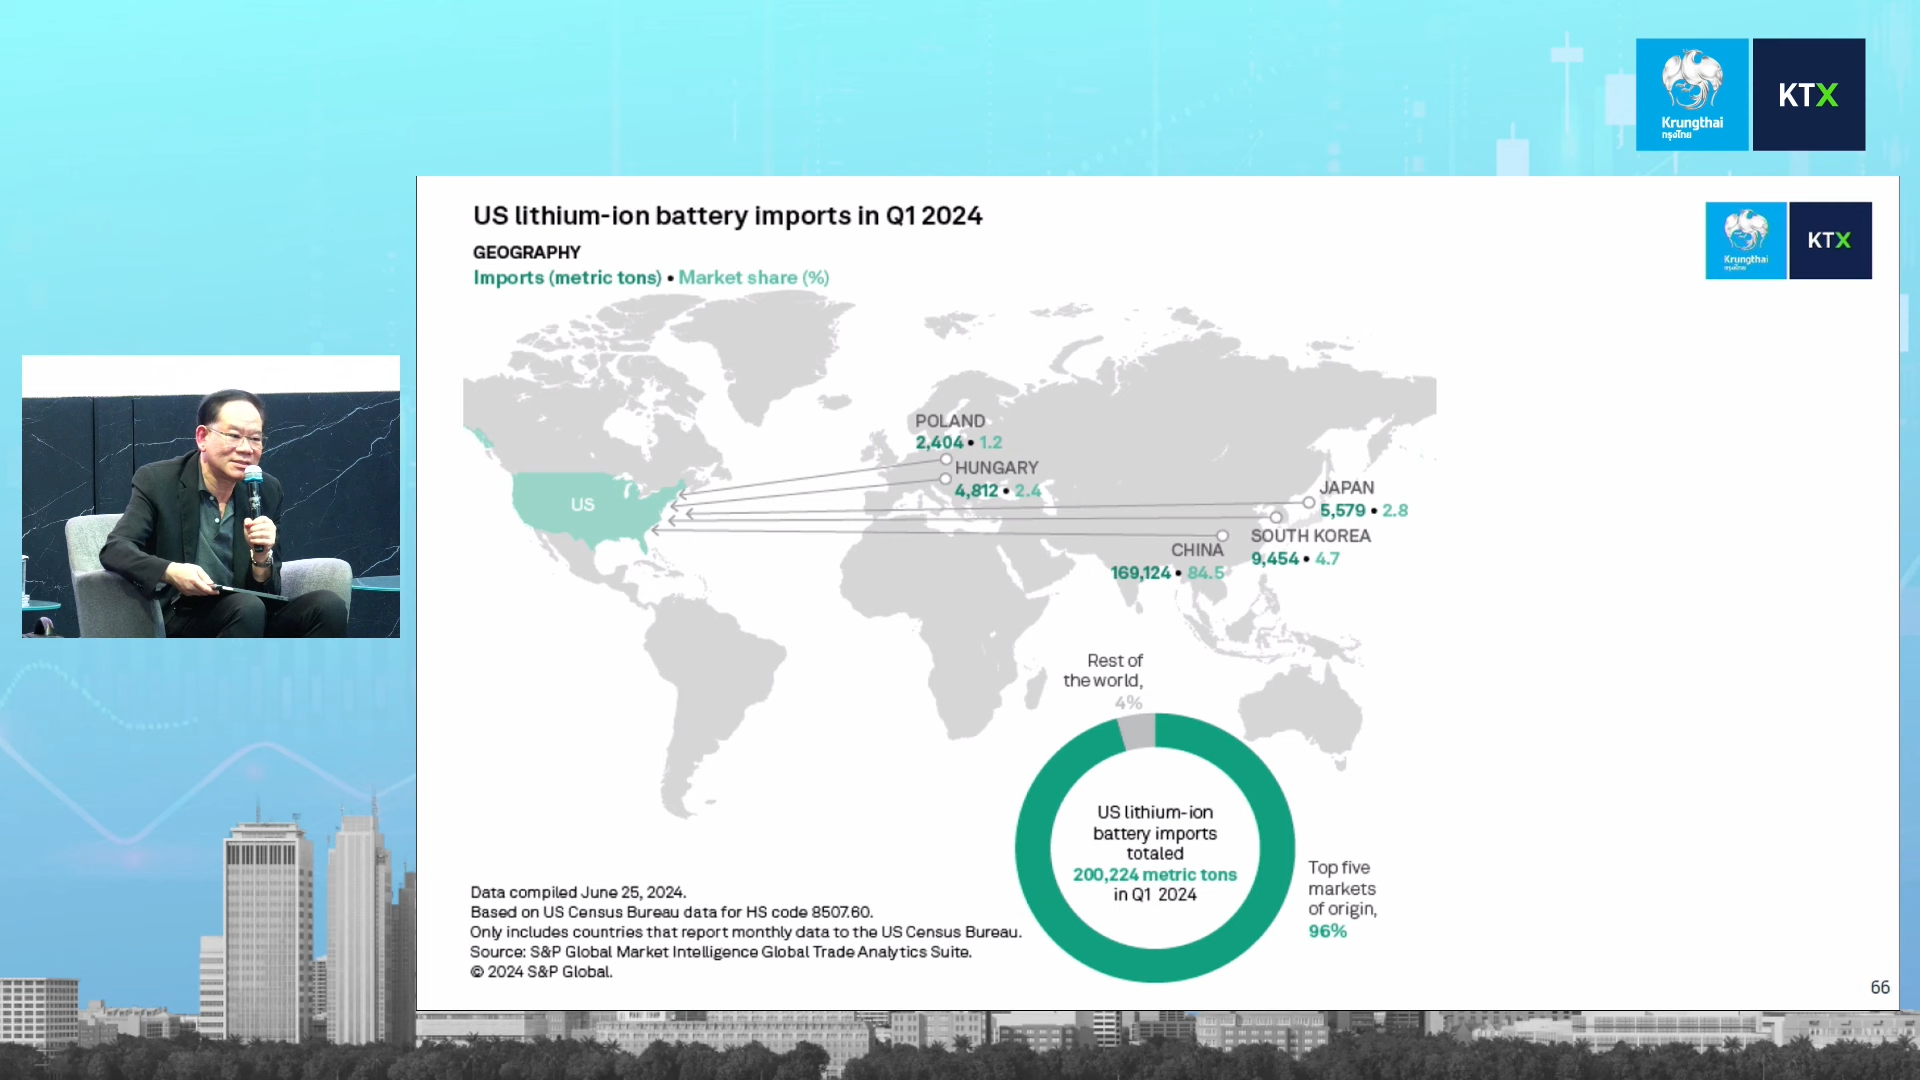 Krungthai
กรุงไทย
KTX
US lithium-ion battery imports in Q1 2024
GEOGRAPHY
Imports (metric tons) • Market share (%)
Krungthai
กรุงไทย
KTX
POLAND
2,404 • 1.2
HUNGARY
4,812 • 2.4
US
JAPAN
5,579 • 2.8
SOUTH KOREA
9,454 • 4.7
CHINA
169,124 • 84.5
Rest of
the world,
4%
US lithium-ion
battery imports
totaled
200,224 metric tons
in Q1 2024
Top five
markets
of origin,
96%
Data compiled June 25, 2024.
Based on US Census Bureau data for HS code 8507.60.
Only includes countries that report monthly data to the US Census Bureau.
Source: S&P Global Market Intelligence Global Trade Analytics Suite.
© 2024 S&P Global.
66